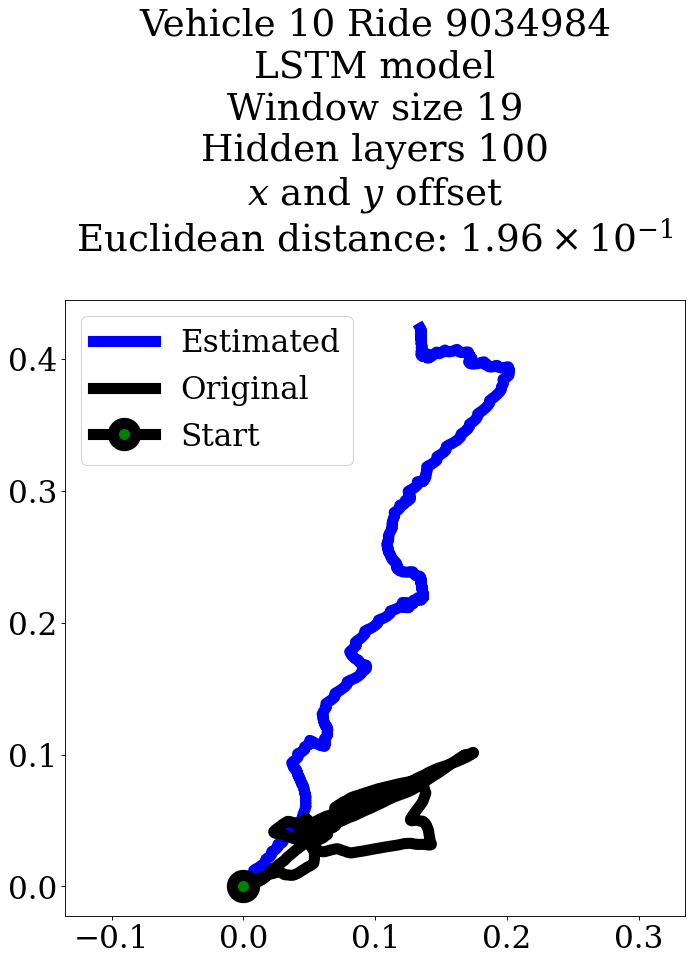 Vehicle 10 Ride 9034984
LSTM model
Window size 19
Hidden layers 100
x and y offset
Euclidean distance: 1.96 × 10⁻¹
Estimated
Original
Start
0.4
0.3
0.2
0.1
0.0
−0.1 0.0 0.1 0.2 0.3